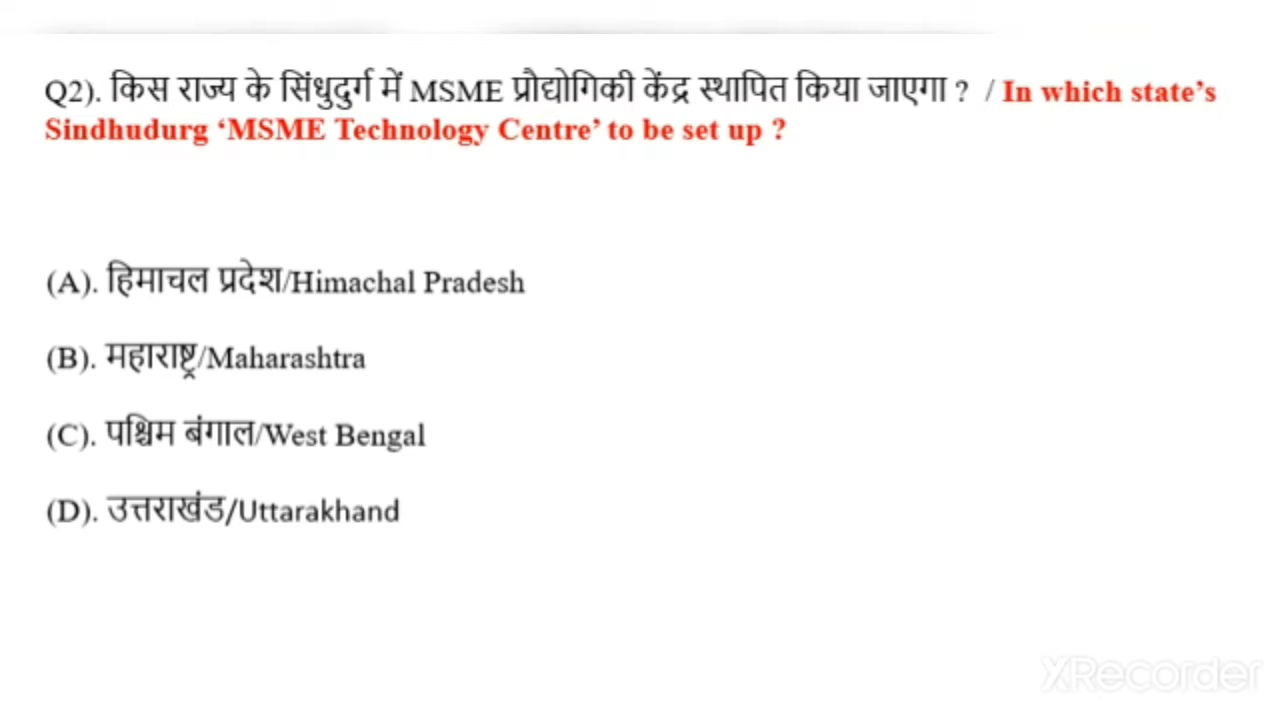 Q2). किस राज्य के सिंधुदुर्ग में MSME प्रौद्योगिकी केंद्र स्थापित किया जाएगा ? / In which state’s
Sindhudurg ‘MSME Technology Centre’ to be set up ?
(A). हिमाचल प्रदेश/Himachal Pradesh
(B). महाराष्ट्र/Maharashtra
(C). पश्चिम बंगाल/West Bengal
(D). उत्तराखंड/Uttarakhand
XRecorder